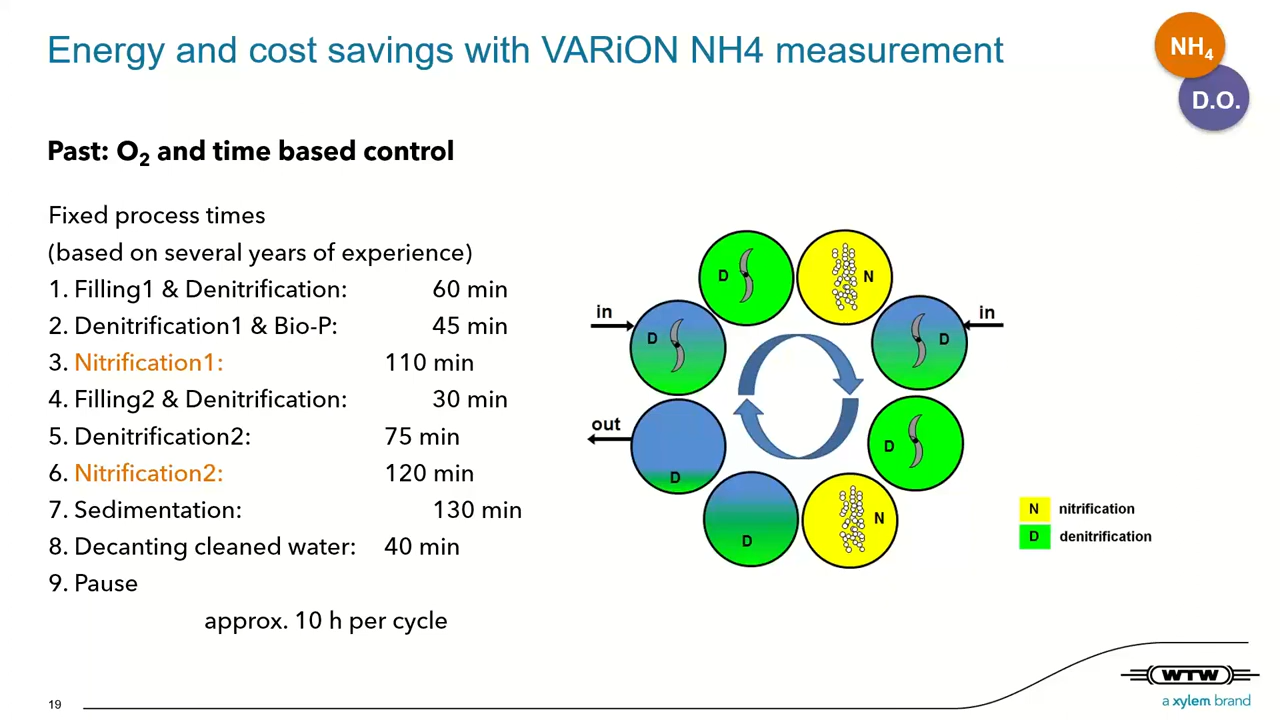 Energy and cost savings with VARiON NH4 measurement
NH4
D.O.
Past: O2 and time based control
Fixed process times
(based on several years of experience)
1. Filling1 & Denitrification: 60 min
2. Denitrification1 & Bio-P: 45 min
3. Nitrification1: 110 min
4. Filling2 & Denitrification: 30 min
5. Denitrification2: 75 min
6. Nitrification2: 120 min
7. Sedimentation: 130 min
8. Decanting cleaned water: 40 min
9. Pause
approx. 10 h per cycle
D
N
in
D
D
in
out
D
D
D
N
N nitrification
D denitrification
WTW
a xylem brand
19